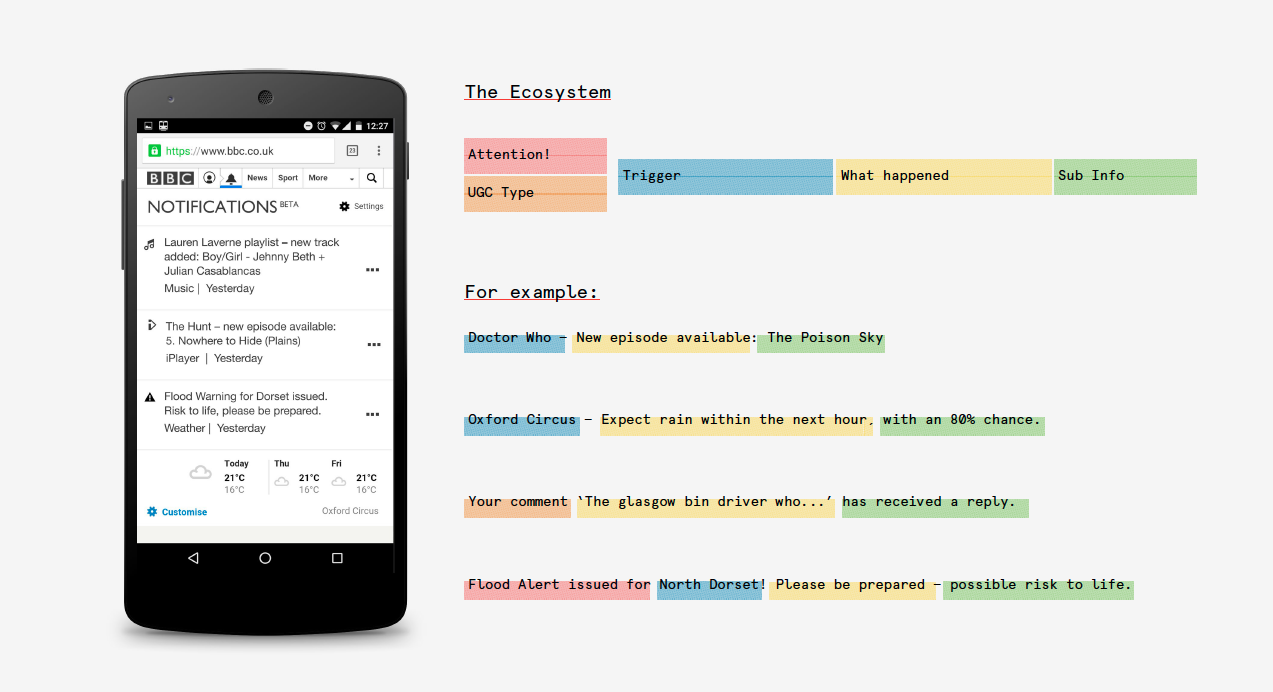 12:27
https://www.bbc.co.uk
23
BBC
News Sport More
NOTIFICATIONS BETA
Settings
Lauren Laverne playlist – new track
added: Boy/Girl - Jehnny Beth +
Julian Casablancas
Music | Yesterday
The Hunt – new episode available:
5. Nowhere to Hide (Plains)
iPlayer | Yesterday
Flood Warning for Dorset issued.
Risk to life, please be prepared.
Weather | Yesterday
Today Thu Fri
21°C 21°C 21°C
16°C 16°C 16°C
Customise Oxford Circus
The Ecosystem
Attention!
UGC Type
Trigger What happened Sub Info
For example:
Doctor Who – New episode available: The Poison Sky
Oxford Circus – Expect rain within the next hour, with an 80% chance.
Your comment ‘The glasgow bin driver who...’ has received a reply.
Flood Alert issued for North Dorset! Please be prepared – possible risk to life.